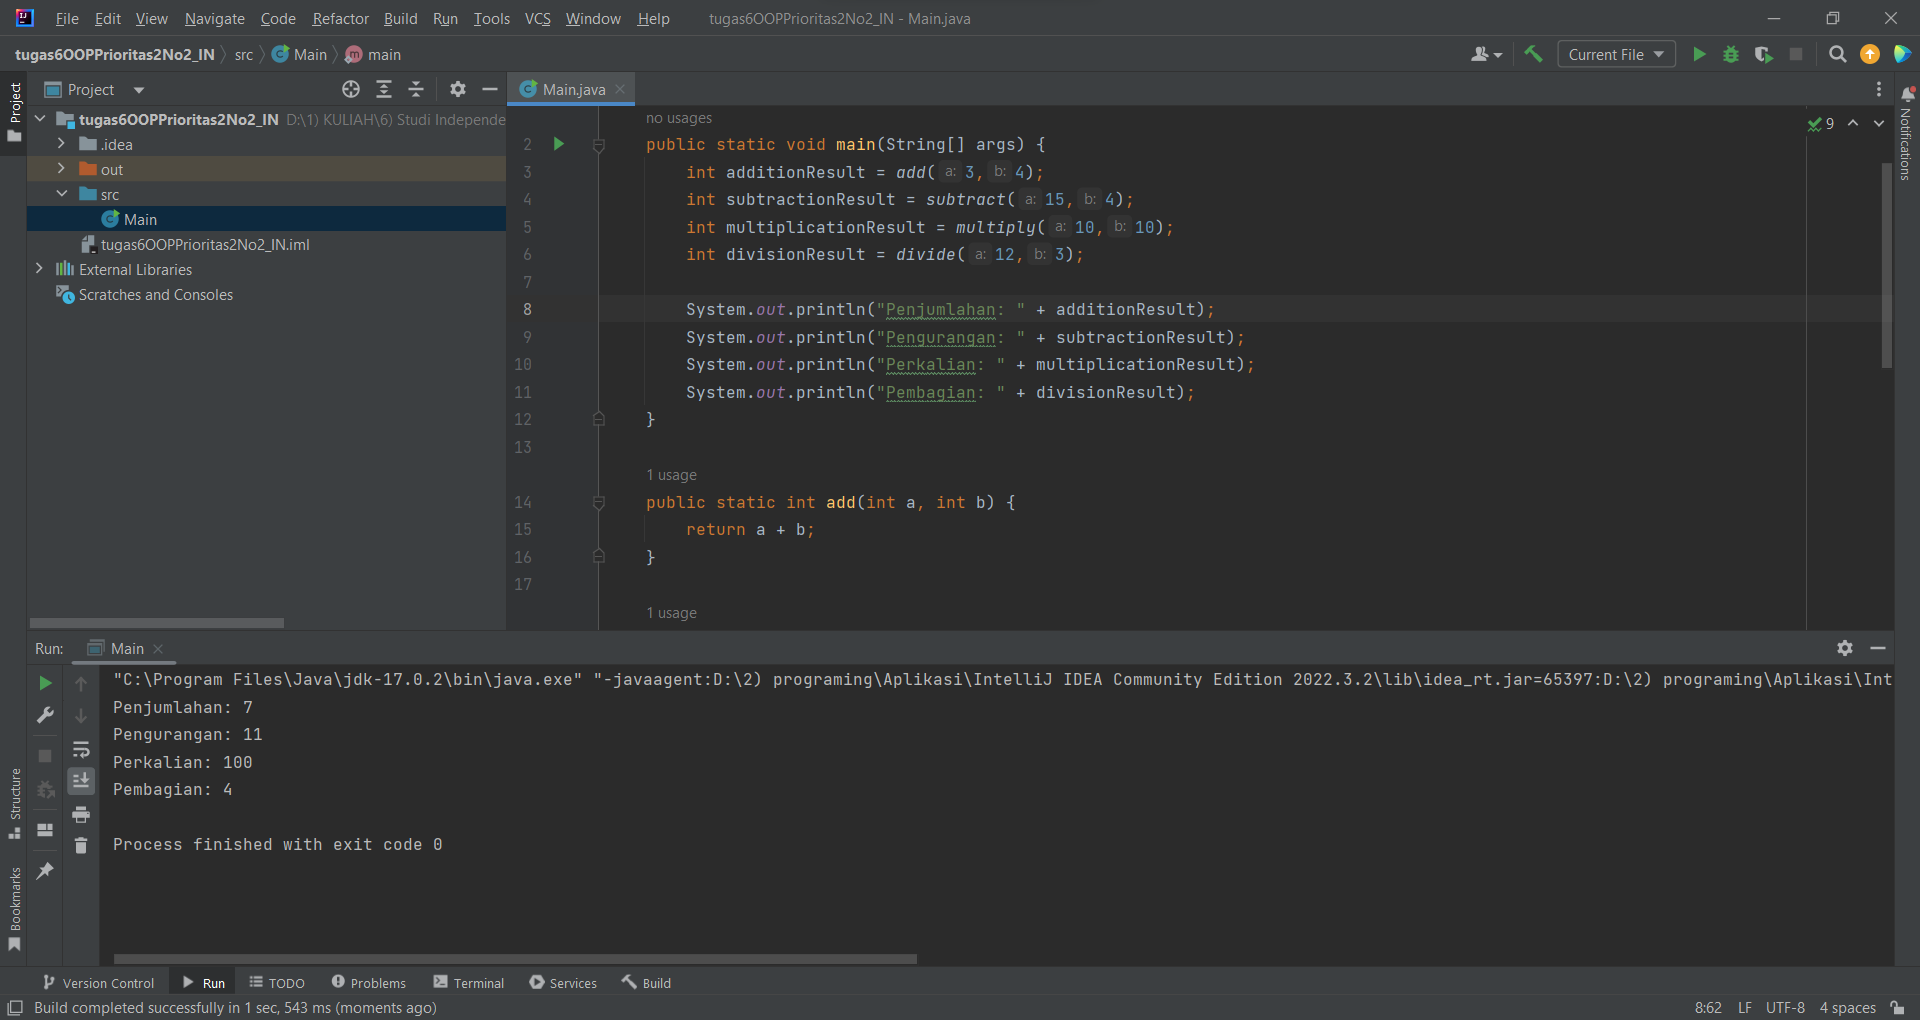 File Edit View Navigate Code Refactor Build Run Tools VCS Window Help tugas6OOPPrioritas2No2_IN - Main.java
tugas6OOPPrioritas2No2_IN src Main main Current File
Project
Project
tugas6OOPPrioritas2No2_IN D:\1) KULIAH\6) Studi Independe
.idea
out
src
Main
tugas6OOPPrioritas2No2_IN.iml
External Libraries
Scratches and Consoles
Main.java
9
no usages
2 public static void main(String[] args) {
3 int additionResult = add( a: 3, b: 4);
4 int subtractionResult = subtract( a: 15, b: 4);
5 int multiplicationResult = multiply( a: 10, b: 10);
6 int divisionResult = divide( a: 12, b: 3);
7
8 System.out.println("Penjumlahan: " + additionResult);
9 System.out.println("Pengurangan: " + subtractionResult);
10 System.out.println("Perkalian: " + multiplicationResult);
11 System.out.println("Pembagian: " + divisionResult);
12 }
13
1 usage
14 public static int add(int a, int b) {
15 return a + b;
16 }
17
1 usage
Notifications
Run: Main
"C:\Program Files\Java\jdk-17.0.2\bin\java.exe" "-javaagent:D:\2) programing\Aplikasi\IntelliJ IDEA Community Edition 2022.3.2\lib\idea_rt.jar=65397:D:\2) programing\Aplikasi\Int
Penjumlahan: 7
Pengurangan: 11
Perkalian: 100
Pembagian: 4
Process finished with exit code 0
Structure
Bookmarks
Version Control Run TODO Problems Terminal Services Build
Build completed successfully in 1 sec, 543 ms (moments ago) 8:62 LF UTF-8 4 spaces